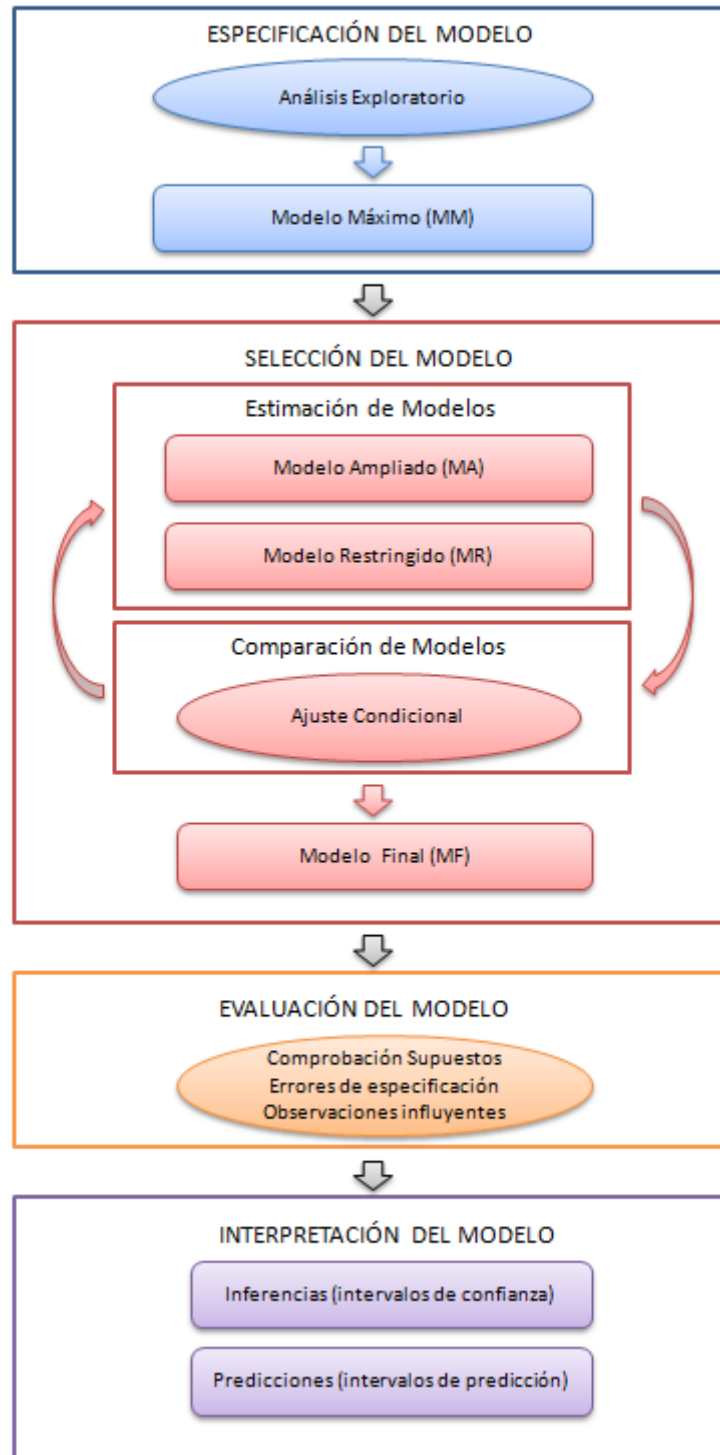 ESPECIFICACIÓN DEL MODELO
Análisis Exploratorio
Modelo Máximo (MM)
SELECCIÓN DEL MODELO
Estimación de Modelos
Modelo Ampliado (MA)
Modelo Restringido (MR)
Comparación de Modelos
Ajuste Condicional
Modelo Final (MF)
EVALUACIÓN DEL MODELO
Comprobación Supuestos
Errores de especificación
Observaciones influyentes
INTERPRETACIÓN DEL MODELO
Inferencias (intervalos de confianza)
Predicciones (intervalos de predicción)